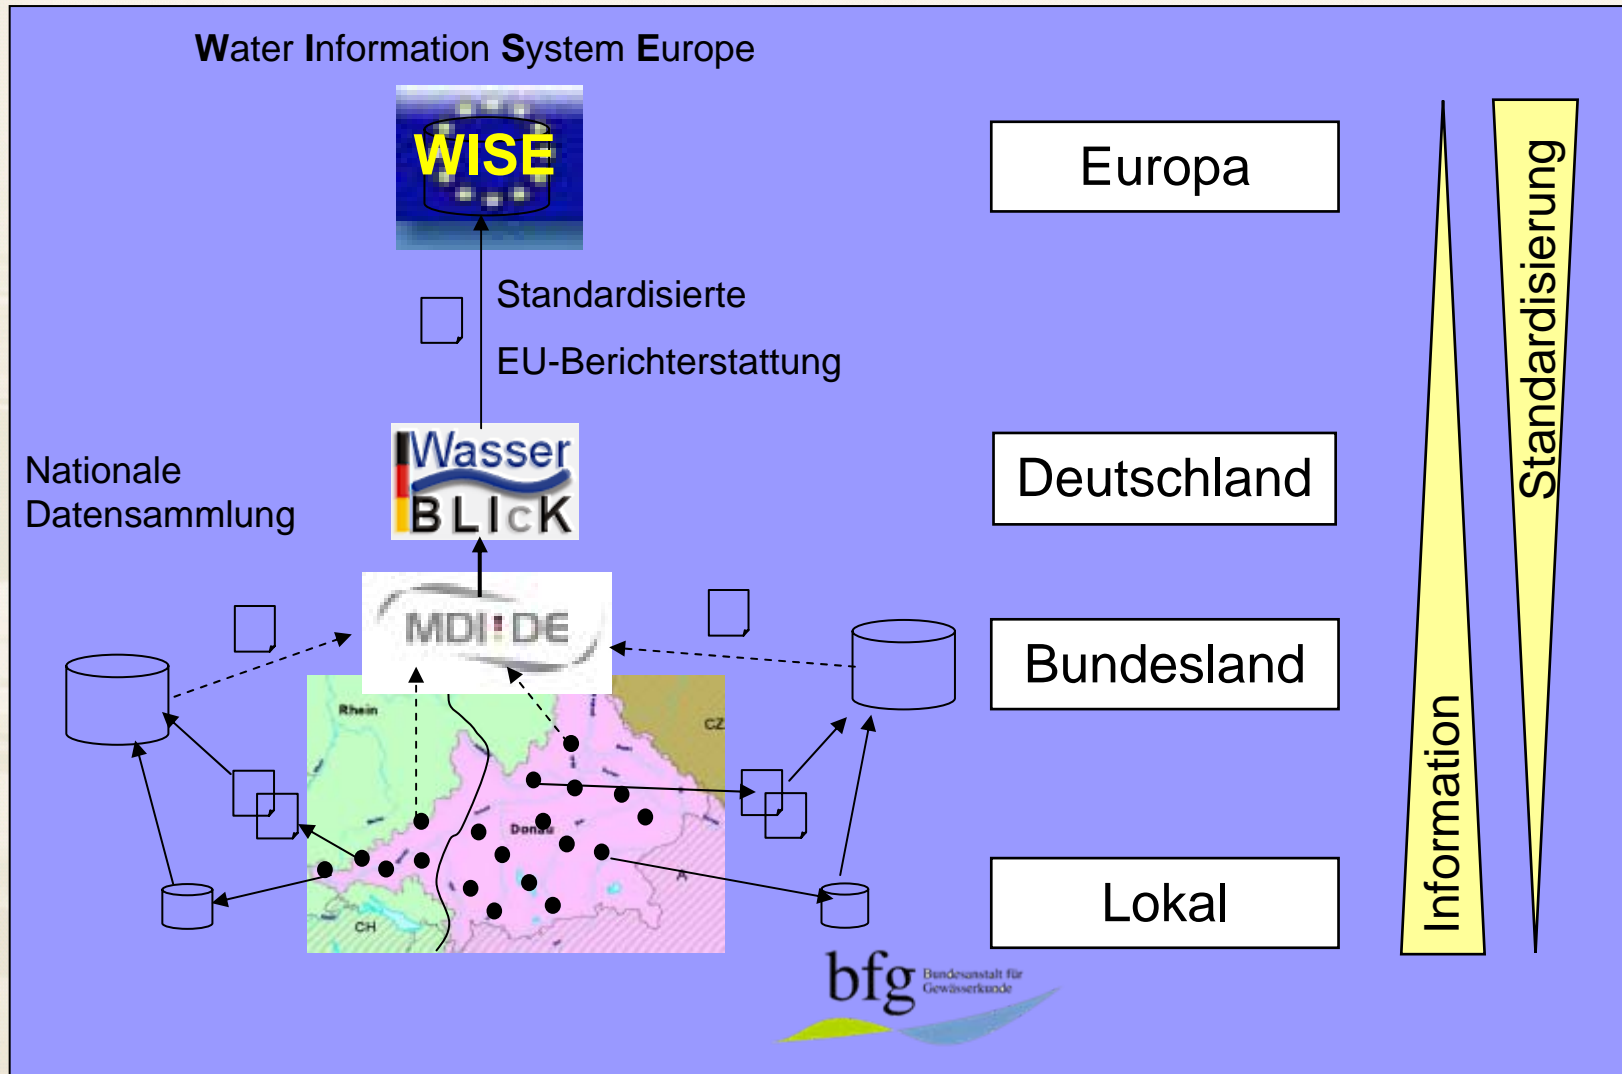 Water Information System Europe
WISE
Europa
Standardisierte
EU-Berichterstattung
Standardisierung
Nationale
Datensammlung
Wasser
BLIcK
Deutschland
MDI DE
Bundesland
Rhein
CZ
Donau
A
CH
Information
Lokal
bfg
Bundesanstalt für
Gewässerkunde